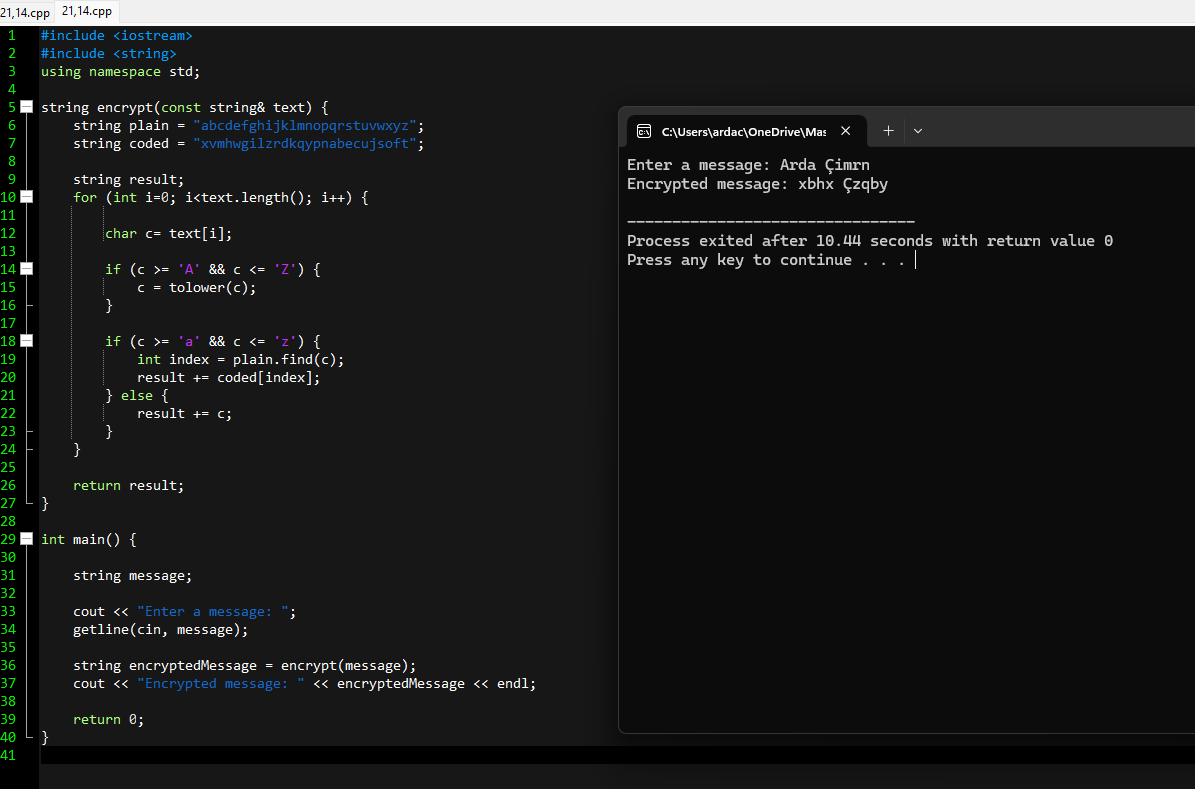 21,14.cpp 21,14.cpp
1 #include <iostream>
2 #include <string>
3 using namespace std;
4
5 string encrypt(const string& text) {
6 string plain = "abcdefghijklmnopqrstuvwxyz";
7 string coded = "xvmhwgilzrdkqypnabecujsoft";
8
9 string result;
10 for (int i=0; i<text.length(); i++) {
11
12 char c= text[i];
13
14 if (c >= 'A' && c <= 'Z') {
15 c = tolower(c);
16 }
17
18 if (c >= 'a' && c <= 'z') {
19 int index = plain.find(c);
20 result += coded[index];
21 } else {
22 result += c;
23 }
24 }
25
26 return result;
27 }
28
29 int main() {
30
31 string message;
32
33 cout << "Enter a message: ";
34 getline(cin, message);
35
36 string encryptedMessage = encrypt(message);
37 cout << "Encrypted message: " << encryptedMessage << endl;
38
39 return 0;
40 }
41
C:\Users\ardac\OneDrive\Mas
Enter a message: Arda Çimrn
Encrypted message: xbhx Çzqby
--------------------------------
Process exited after 10.44 seconds with return value 0
Press any key to continue . . .